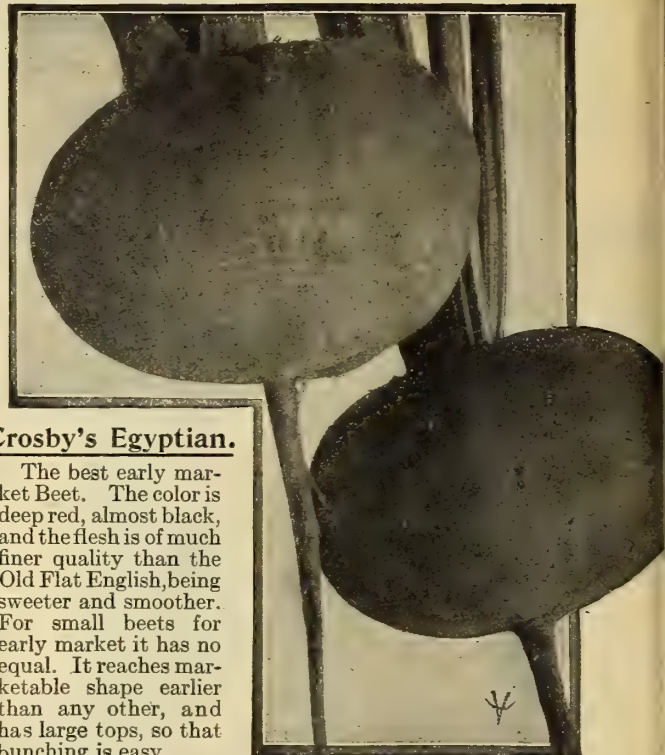 Crosby's Egyptian.
The best early mar-
ket Beet. The color is
deep red, almost black,
and the flesh is of much
finer quality than the
Old Flat English, being
sweeter and smoother.
For small beets for
early market it has no
equal. It reaches mar-
ketable shape earlier
than any other, and
has large tops, so that
bunching is easy.